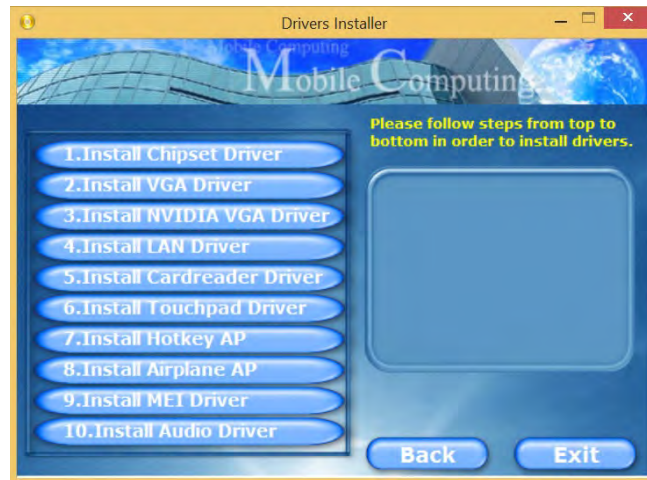 Drivers Installer
Mobile Computing
Mobile Computing
Please follow steps from top to
bottom in order to install drivers.
1.Install Chipset Driver
2.Install VGA Driver
3.Install NVIDIA VGA Driver
4.Install LAN Driver
5.Install Cardreader Driver
6.Install Touchpad Driver
7.Install Hotkey AP
8.Install Airplane AP
9.Install MEI Driver
10.Install Audio Driver
Back
Exit